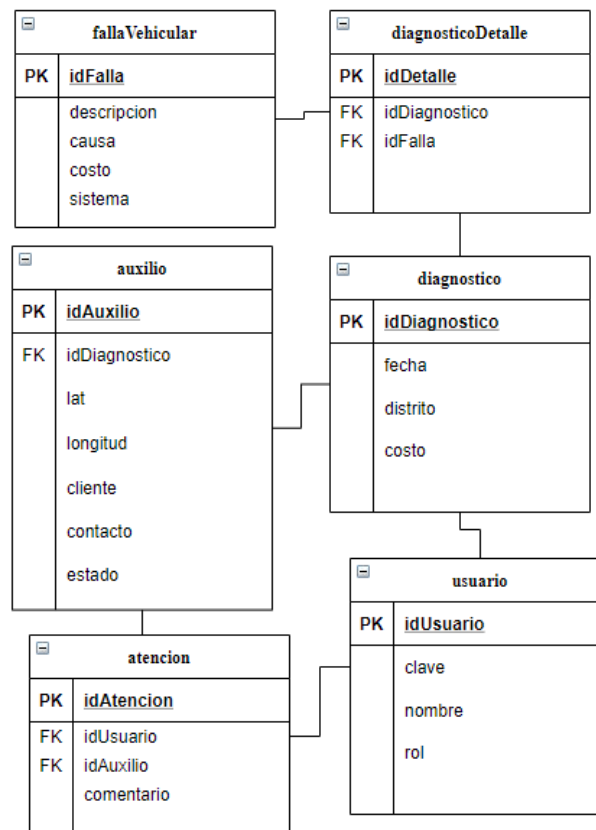 fallaVehicular
PK idFalla
descripcion
causa
costo
sistema
diagnosticoDetalle
PK idDetalle
FK idDiagnostico
FK idFalla
auxilio
PK idAuxilio
FK idDiagnostico
lat
longitud
cliente
contacto
estado
diagnostico
PK idDiagnostico
fecha
distrito
costo
atencion
PK idAtencion
FK idUsuario
FK idAuxilio
comentario
usuario
PK idUsuario
clave
nombre
rol